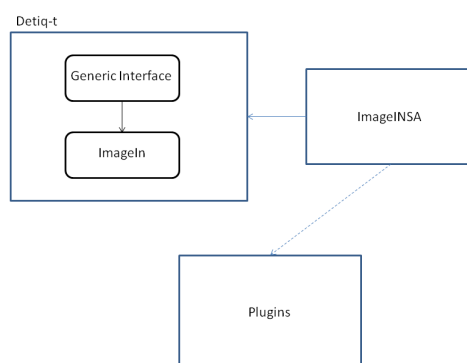 Detiq-t
Generic Interface
ImageIn
ImageINSA
Plugins